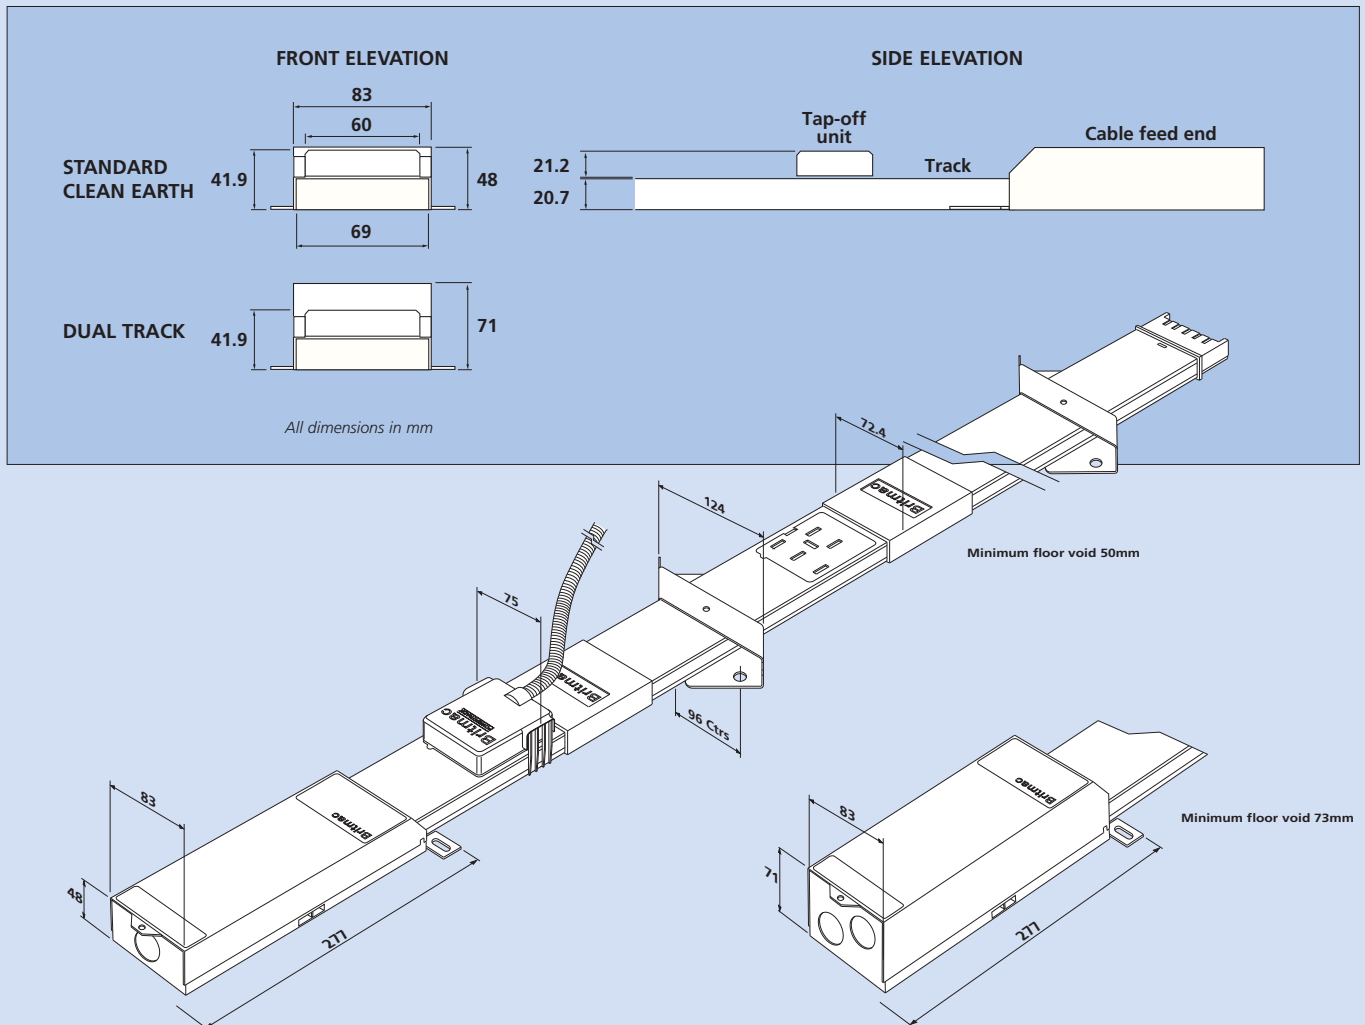 FRONT ELEVATION
SIDE ELEVATION
83
60
STANDARD
CLEAN EARTH
41.9
48
69
Tap-off
unit
Cable feed end
21.2
Track
20.7
DUAL TRACK
41.9
71
All dimensions in mm
72.4
Britmac
124
Minimum floor void 50mm
75
Britmac
Britmac
96 Ctrs
83
Britmac
48
277
Britmac
83
Minimum floor void 73mm
71
277